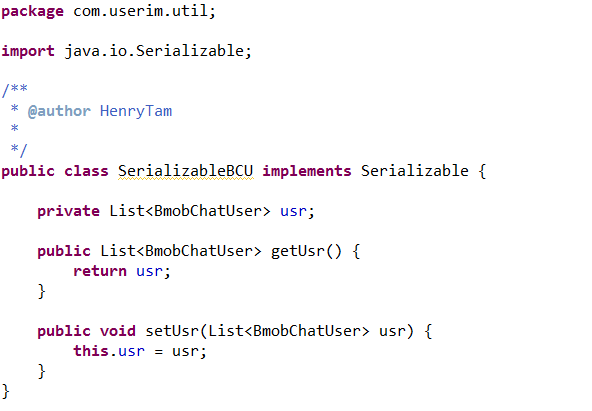 package com.userim.util;
import java.io.Serializable;
/**
 * @author HenryTam
 *
 */
public class SerializableBCU implements Serializable {
    private List<BmobChatUser> usr;
    public List<BmobChatUser> getUsr() {
        return usr;
    }
    public void setUsr(List<BmobChatUser> usr) {
        this.usr = usr;
    }
}